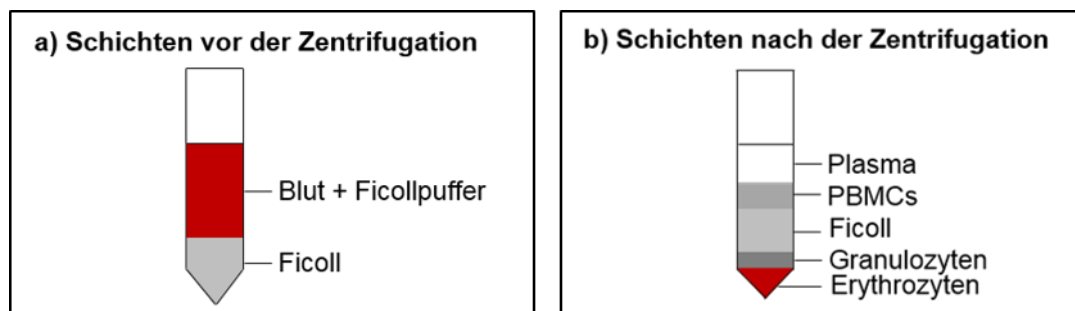 a) Schichten vor der Zentrifugation
Blut + Ficollpuffer
Ficoll
b) Schichten nach der Zentrifugation
Plasma
PBMCs
Ficoll
Granulozyten
Erythrozyten